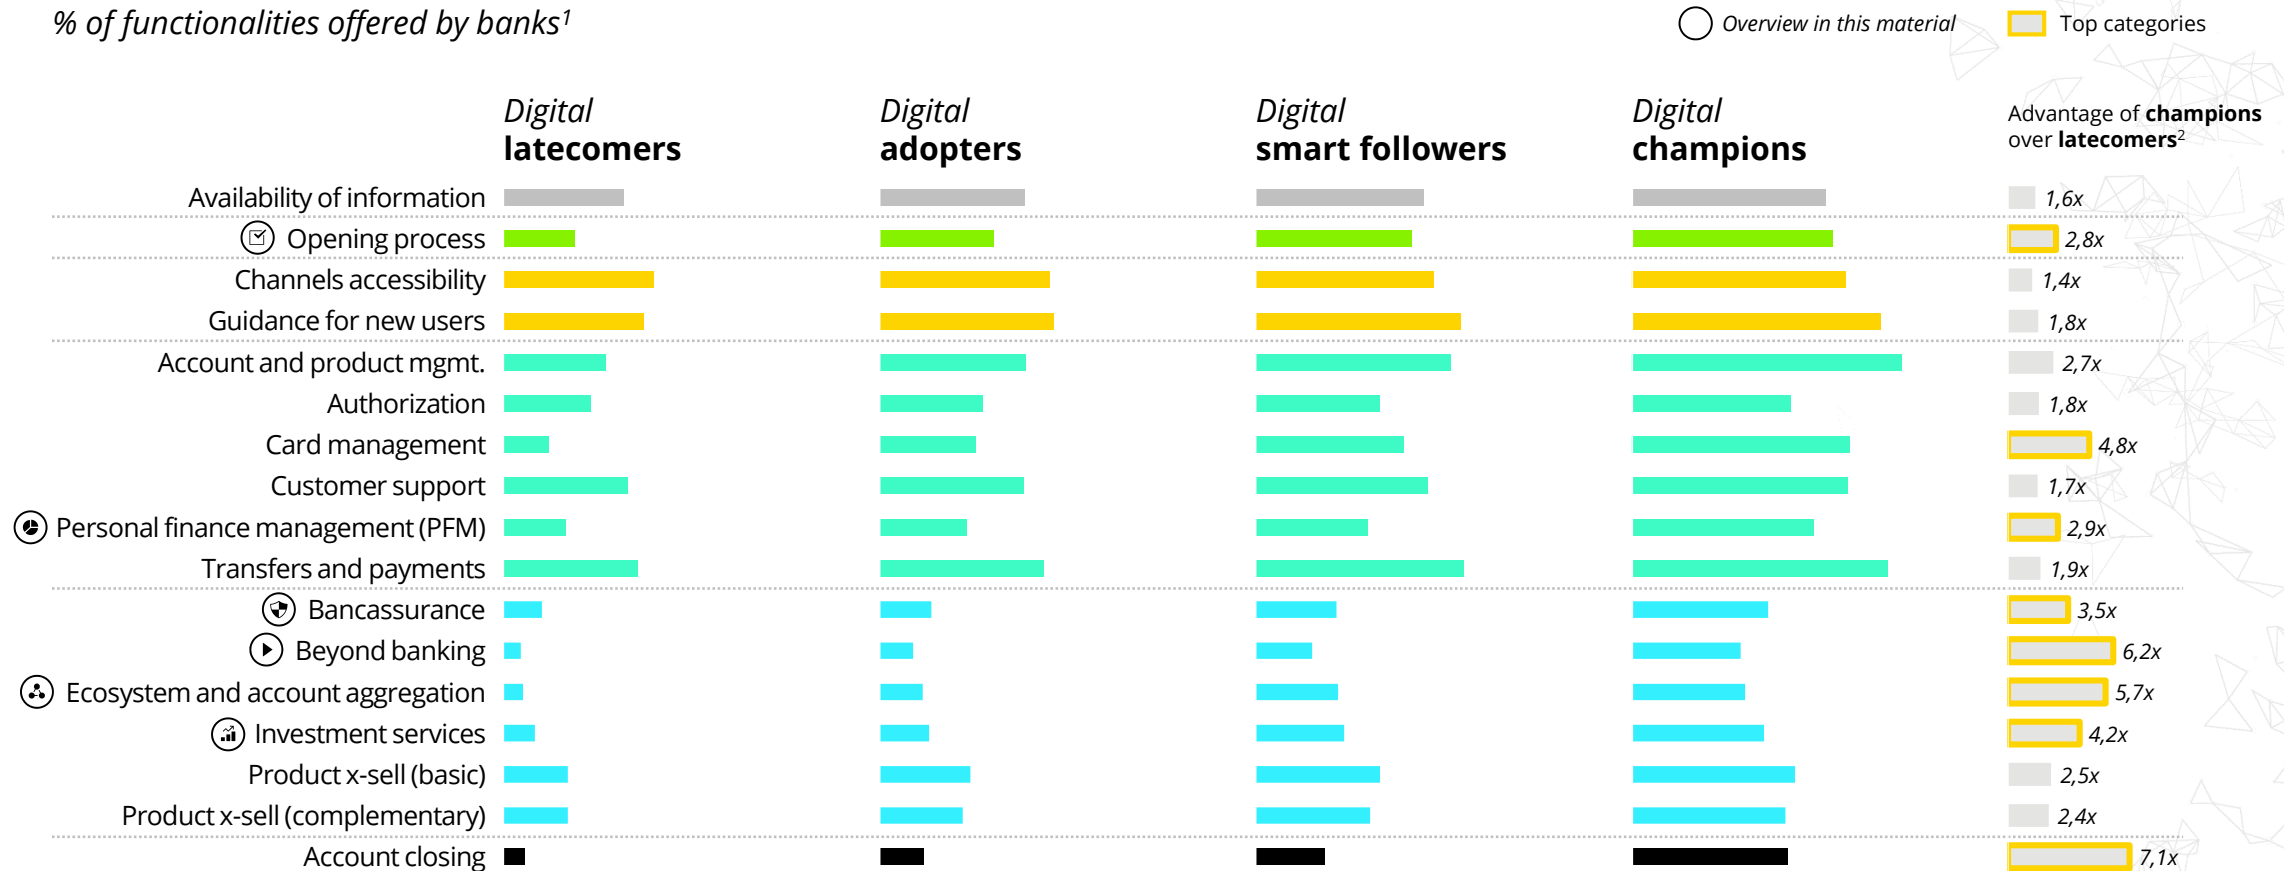 % of functionalities offered by banks1
Overview in this material
Top categories
Digital latecomers
Digital adopters
Digital smart followers
Digital champions
Advantage of champions
over latecomers2
Availability of information
1,6x
Opening process
2,8x
Channels accessibility
1,4x
Guidance for new users
1,8x
Account and product mgmt.
2,7x
Authorization
1,8x
Card management
4,8x
Customer support
1,7x
Personal finance management (PFM)
2,9x
Transfers and payments
1,9x
Bancassurance
3,5x
Beyond banking
6,2x
Ecosystem and account aggregation
5,7x
Investment services
4,2x
Product x-sell (basic)
2,5x
Product x-sell (complementary)
2,4x
Account closing
7,1x